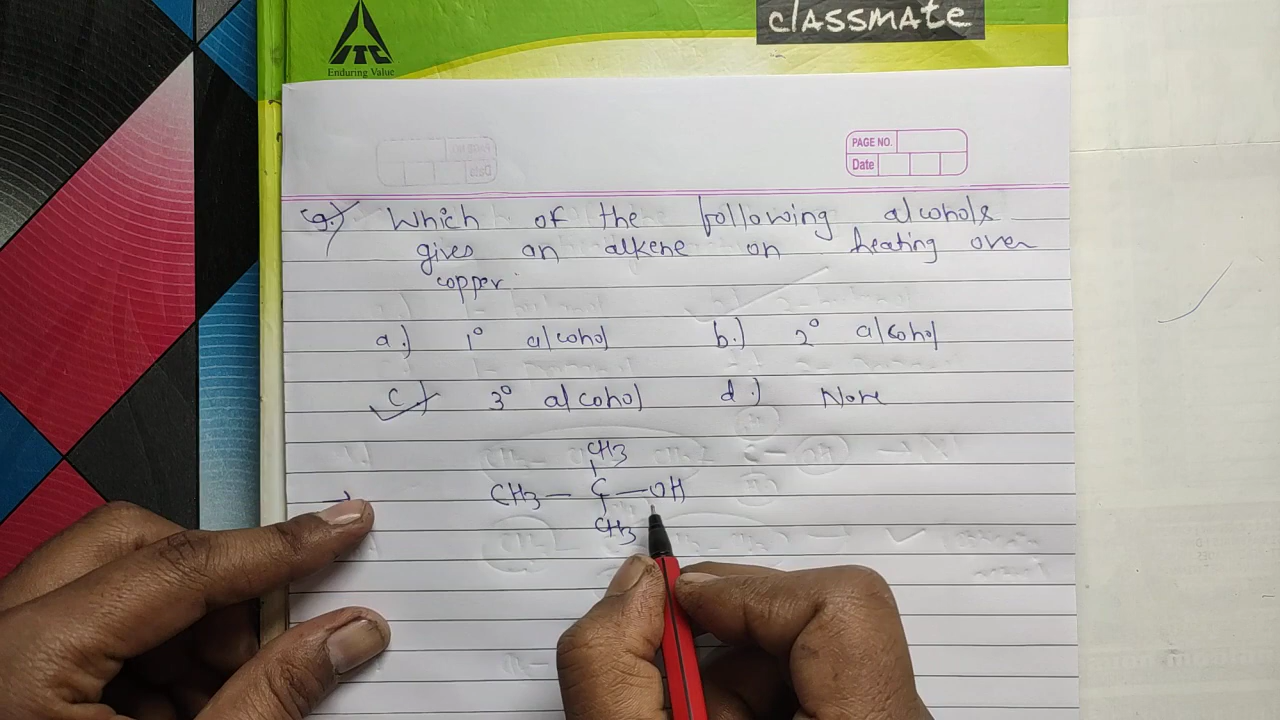 classmate
ITC
Enduring Value
PAGE NO.
Date
Which of the following alcohols
gives an alkene on heating over
copper.
a.) 1° alcohol b.) 2° alcohol
c.) 3° alcohol d.) None
CH3
CH3 — C — OH
CH3